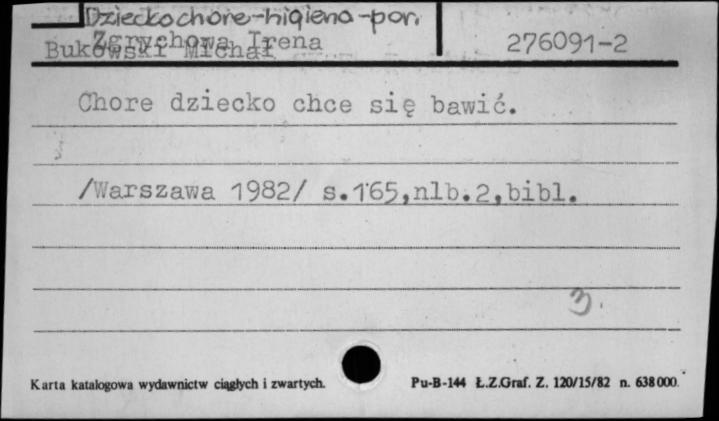 Dziecko chore-higiena-por.
Zgrychowa Irena
Bukowski Michał
276091-2
Chore dziecko chce się bawić.
/Warszawa 1982/ s.165,nlb.2,bibl.
3.
Karta katalogowa wydawnictw ciągłych i zwartych.
Pu-B-144 Ł.Z.Graf. Z. 120/15/82 n. 638000.